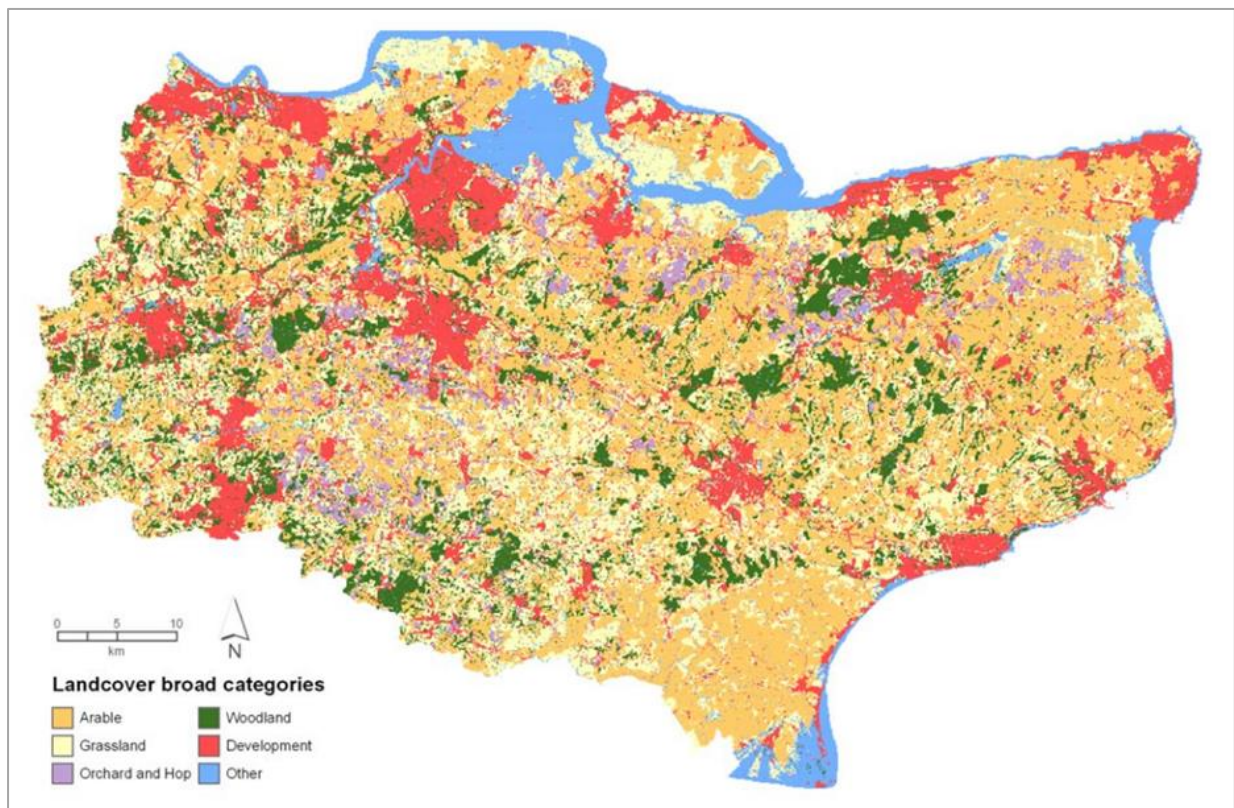 0 5 10
km
N
Landcover broad categories
Arable
Woodland
Grassland
Development
Orchard and Hop
Other